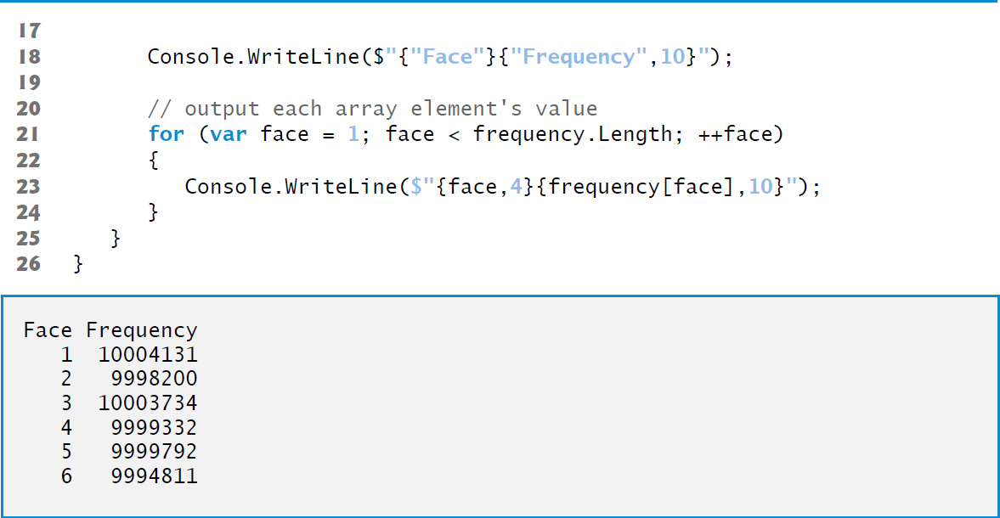 17
18 Console.WriteLine($"{"Face"}{"Frequency",10}");
19
20 // output each array element's value
21 for (var face = 1; face < frequency.Length; ++face)
22 {
23 Console.WriteLine($"{face,4}{frequency[face],10}");
24 }
25 }
26 }
Face Frequency
1 10004131
2 9998200
3 10003734
4 9999332
5 9999792
6 9994811